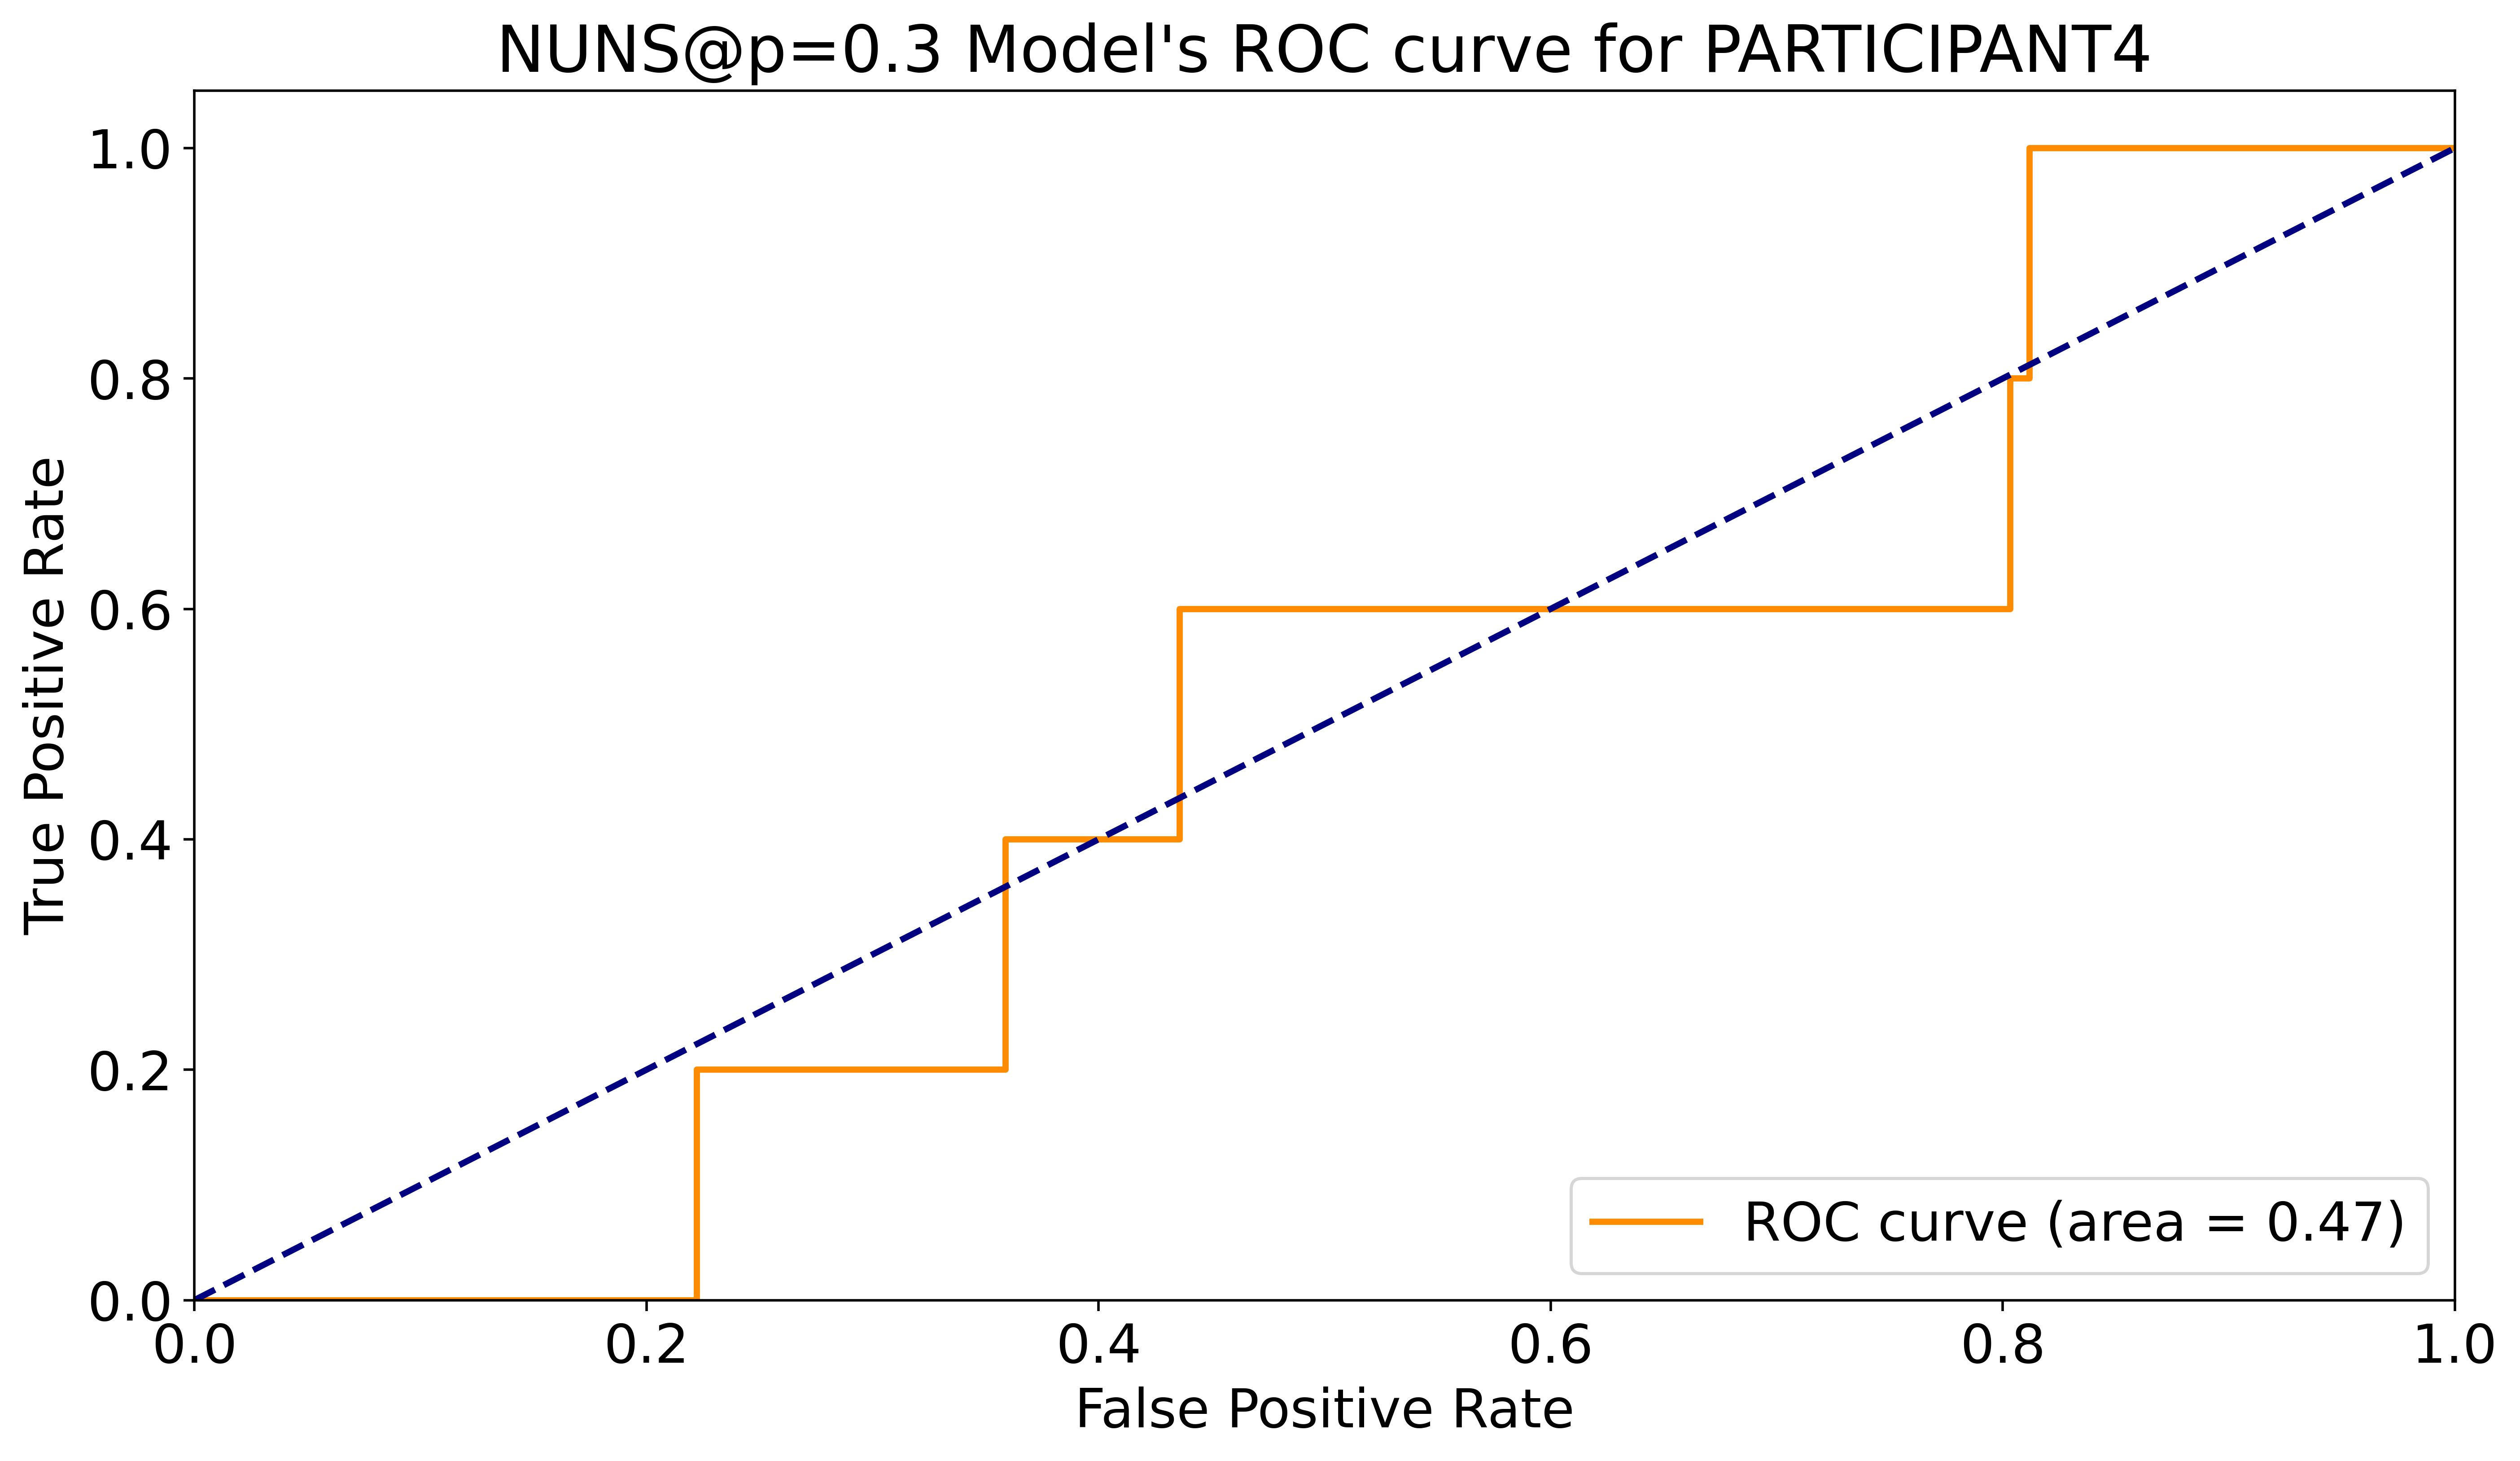 NUNS@p=0.3 Model's ROC curve for PARTICIPANT4
True Positive Rate
1.0
0.8
0.6
0.4
0.2
0.0
ROC curve (area = 0.47)
0.0 0.2 0.4 0.6 0.8 1.0
False Positive Rate